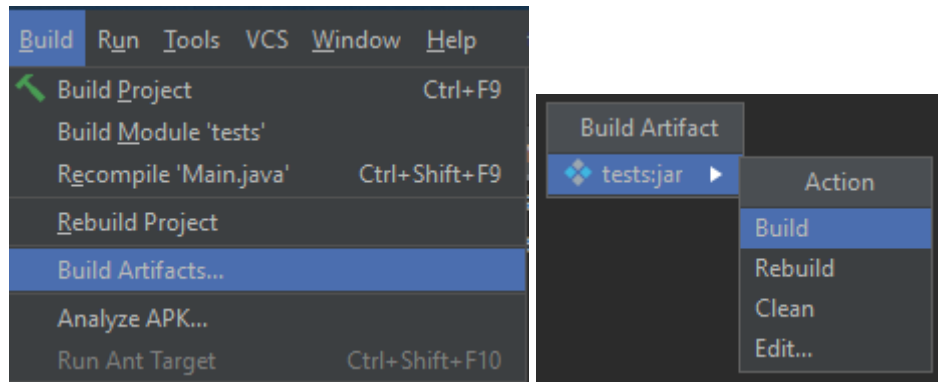 Build Run Tools VCS Window Help
Build Project Ctrl+F9
Build Module 'tests'
Recompile 'Main.java' Ctrl+Shift+F9
Rebuild Project
Build Artifacts...
Analyze APK...
Run Ant Target Ctrl+Shift+F10
Build Artifact
tests:jar
Action
Build
Rebuild
Clean
Edit...